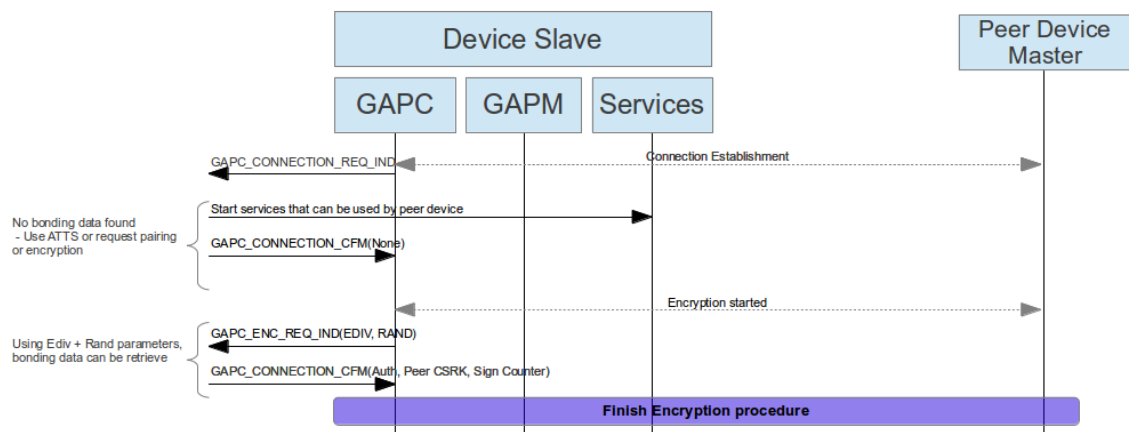 Device Slave
Peer Device
Master
GAPC
GAPM
Services
GAPC_CONNECTION_REQ_IND
Connection Establishment
Start services that can be used by peer device
No bonding data found
- Use ATTS or request pairing
or encryption
GAPC_CONNECTION_CFM(None)
Encryption started
GAPC_ENC_REQ_IND(EDIV, RAND)
Using Ediv + Rand parameters,
bonding data can be retrieve
GAPC_CONNECTION_CFM(Auth, Peer CSRK, Sign Counter)
Finish Encryption procedure